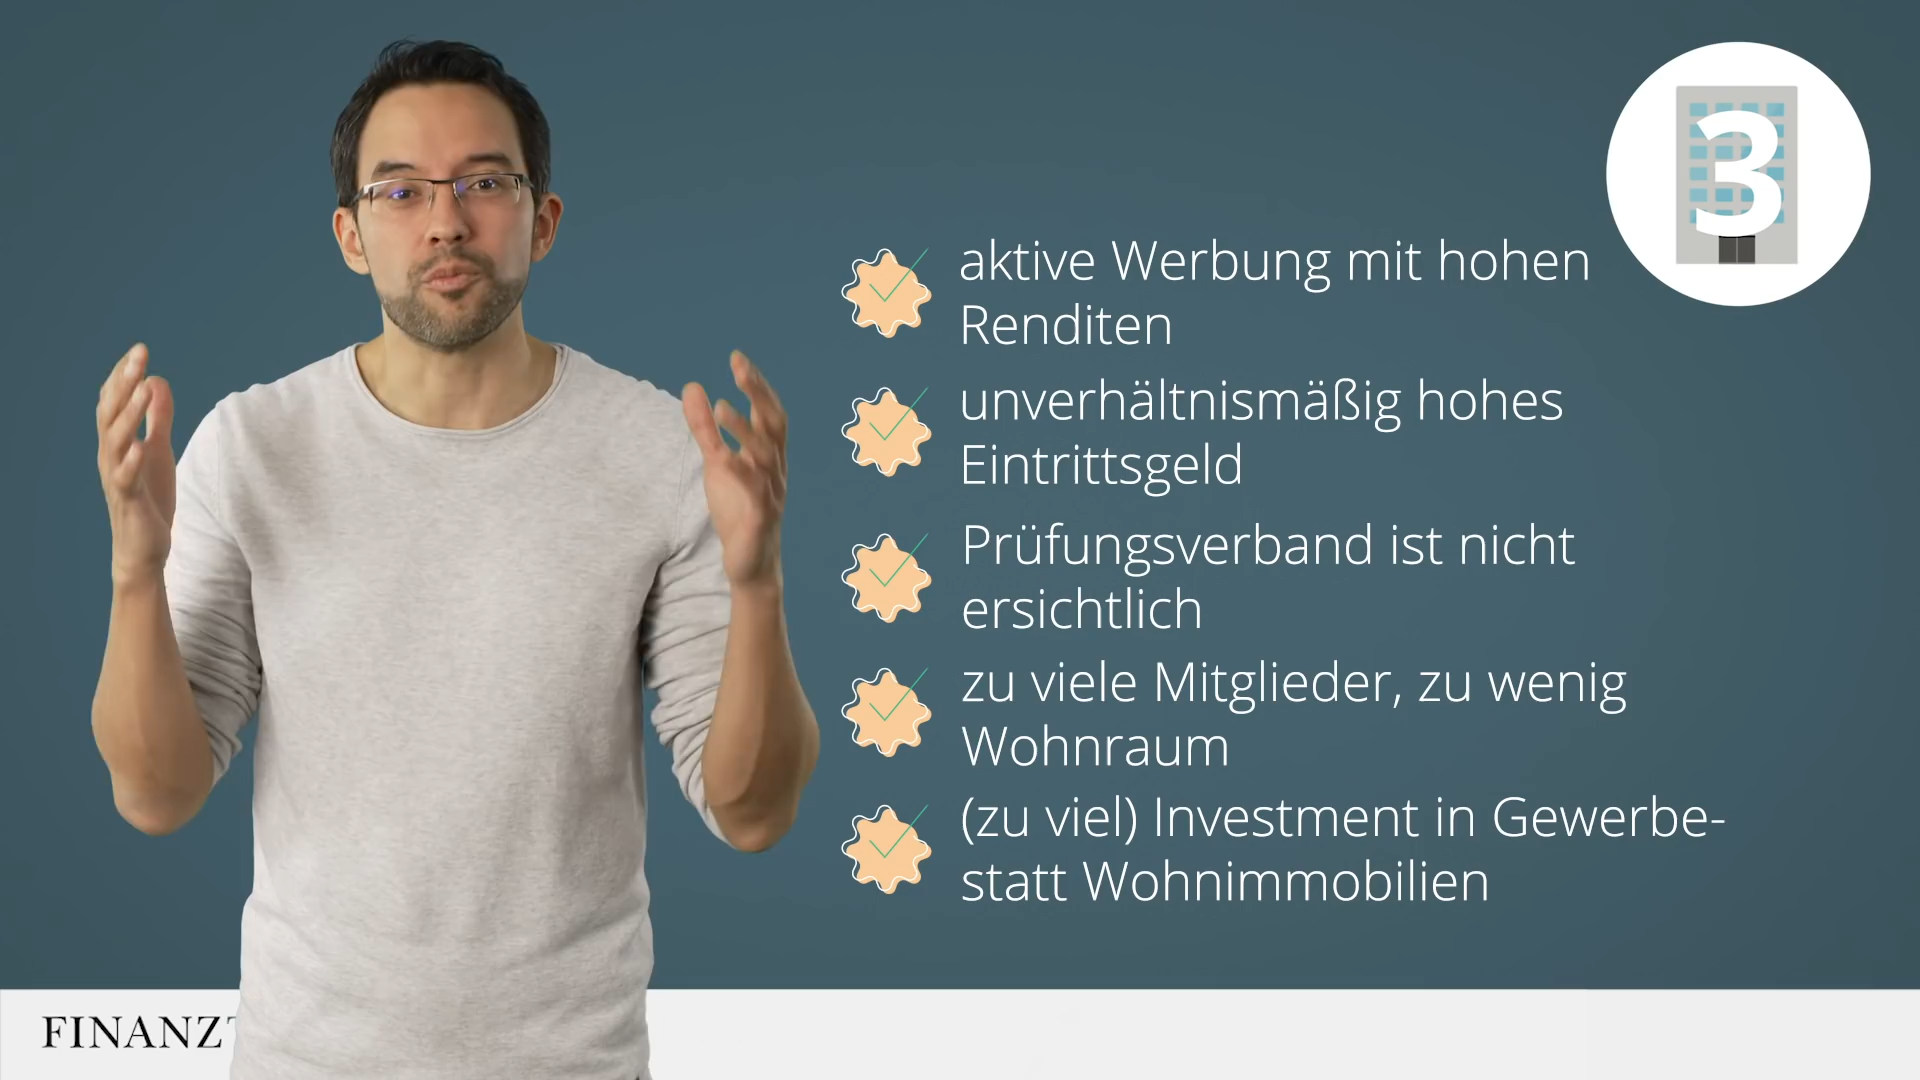 3
aktive Werbung mit hohen
Renditen
unverhältnismäßig hohes
Eintrittsgeld
Prüfungsverband ist nicht
ersichtlich
zu viele Mitglieder, zu wenig
Wohnraum
(zu viel) Investment in Gewerbe-
statt Wohnimmobilien
FINANZ